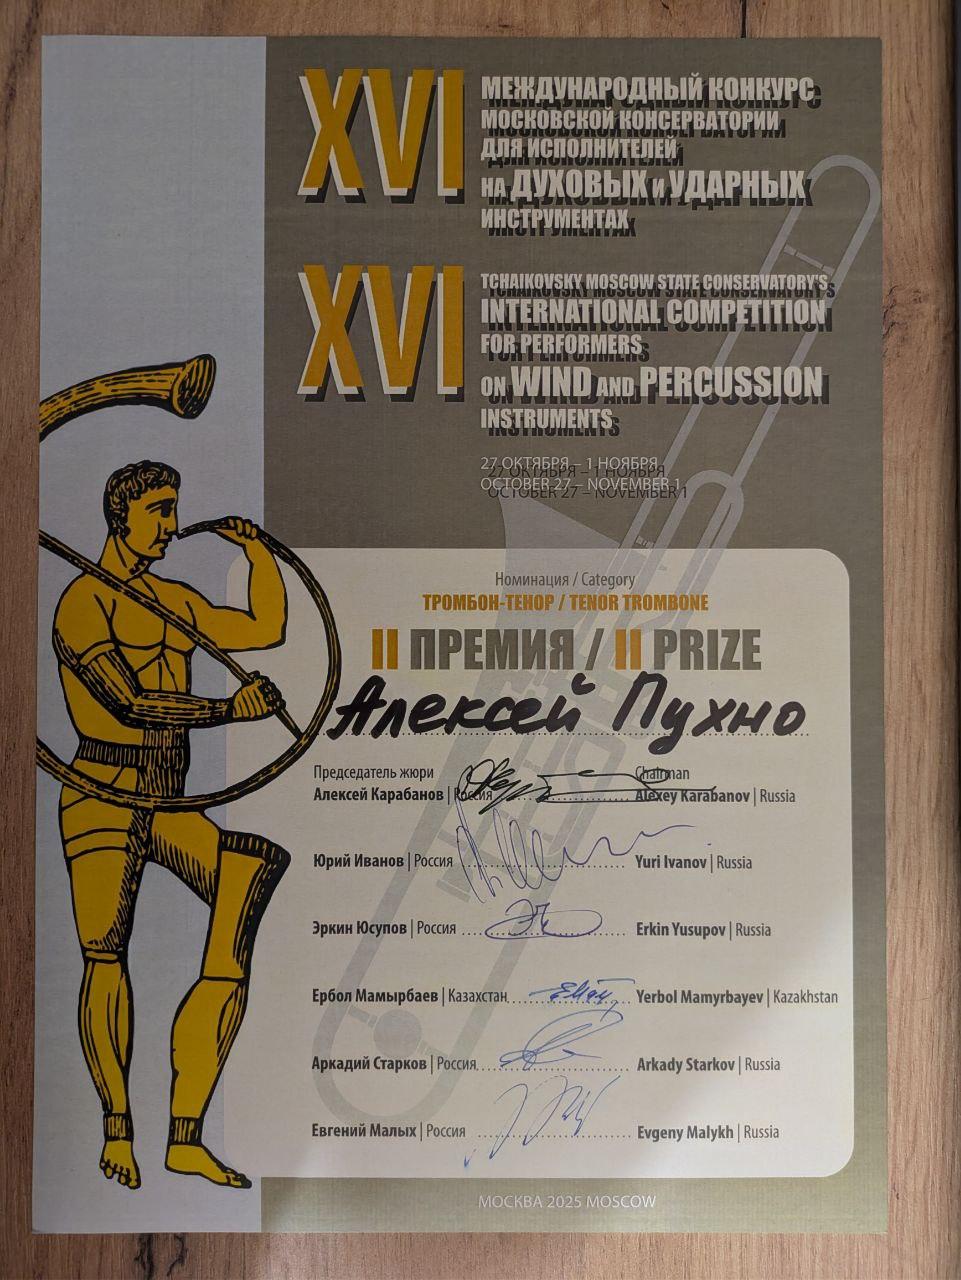 XVI
МЕЖДУНАРОДНЫЙ КОНКУРС
МОСКОВСКОЙ КОНСЕРВАТОРИИ
ДЛЯ ИСПОЛНИТЕЛЕЙ
НА ДУХОВЫХ И УДАРНЫХ
ИНСТРУМЕНТАХ
XVI
TCHAIKOVSKY MOSCOW STATE CONSERVATORY'S
INTERNATIONAL COMPETITION
FOR PERFORMERS
ON WIND AND PERCUSSION
INSTRUMENTS
27 ОКТЯБРЯ – 1 НОЯБРЯ
OCTOBER 27 – NOVEMBER 1
Номинация / Category
ТРОМБОН-ТЕНОР / TENOR TROMBONE
II ПРЕМИЯ / II PRIZE
Алексей Пухно
Председатель жюри Chairman
Алексей Карабанов | Россия Alexey Karabanov | Russia
Юрий Иванов | Россия Yuri Ivanov | Russia
Эркин Юсупов | Россия Erkin Yusupov | Russia
Ербол Мамырбаев | Казахстан Yerbol Mamyrbayev | Kazakhstan
Аркадий Старков | Россия Arkady Starkov | Russia
Евгений Малых | Россия Evgeny Malykh | Russia
МОСКВА 2025 MOSCOW